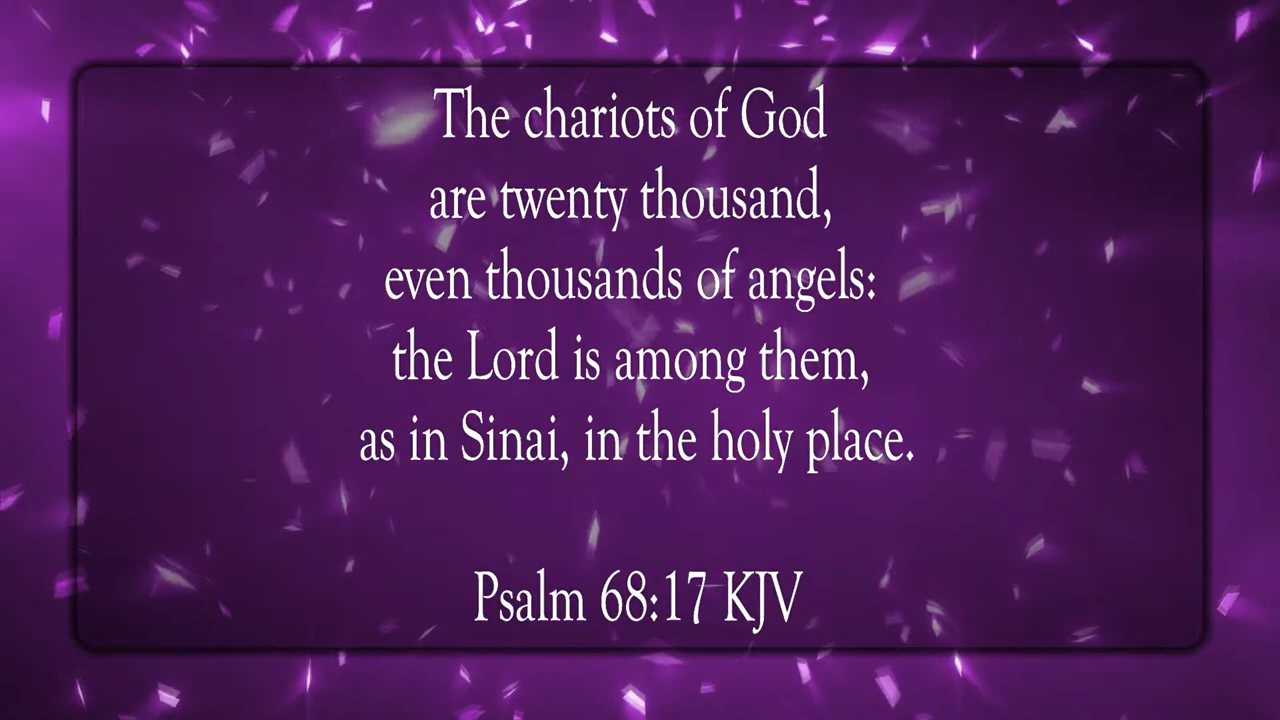 The chariots of God
are twenty thousand,
even thousands of angels:
the Lord is among them,
as in Sinai, in the holy place.
Psalm 68:17 KJV